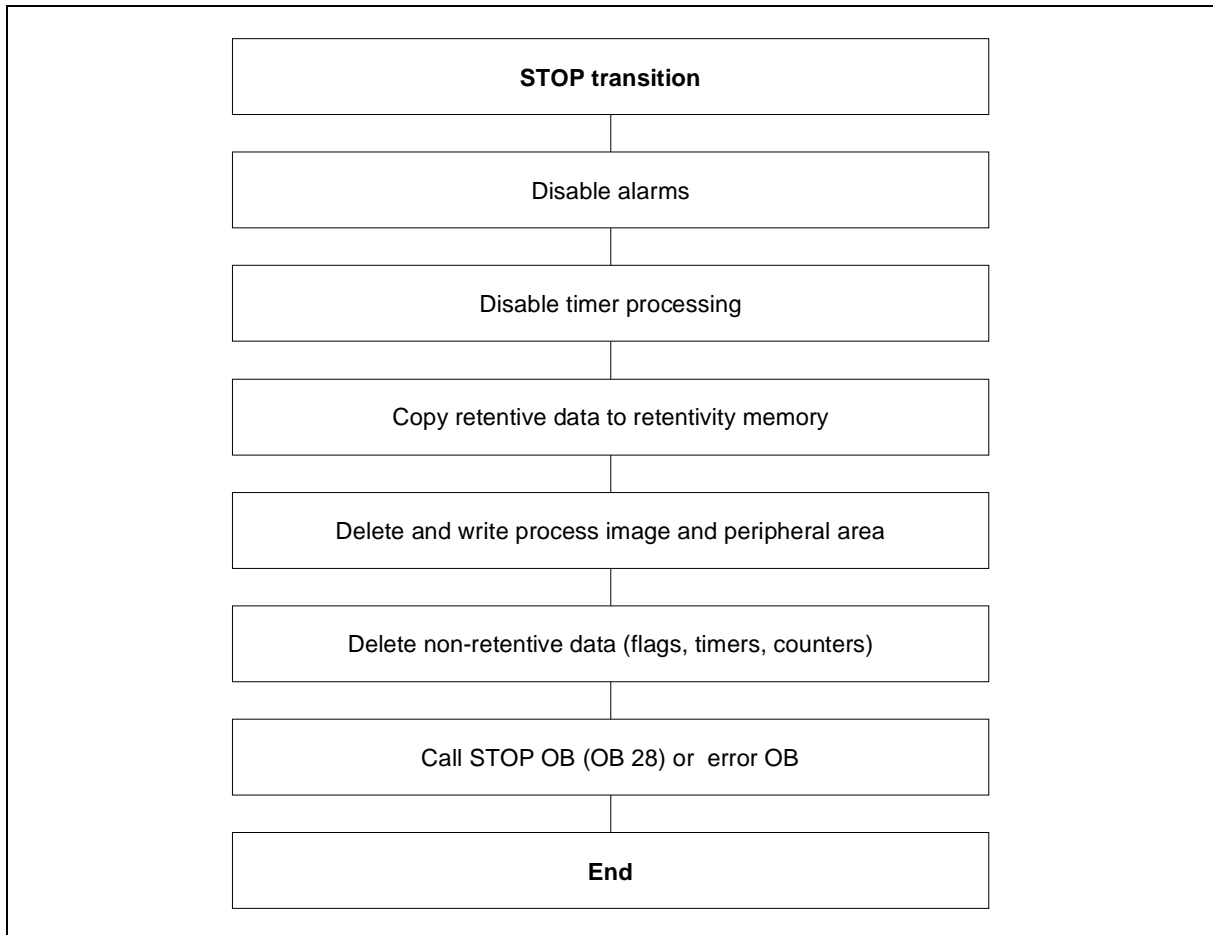 STOP transition
Disable alarms
Disable timer processing
Copy retentive data to retentivity memory
Delete and write process image and peripheral area
Delete non-retentive data (flags, timers, counters)
Call STOP OB (OB 28) or  error OB
End